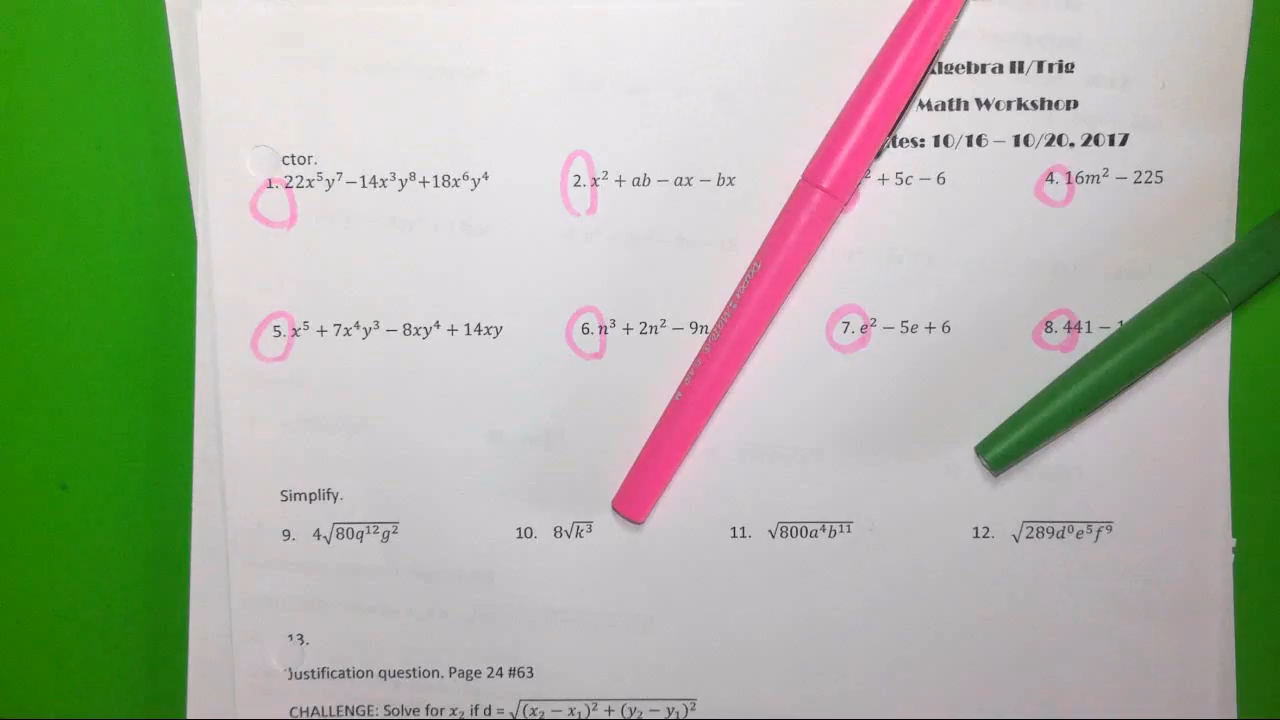 Algebra II/Trig
Math Workshop
10/16 – 10/20, 2017
1. 22x⁵y⁷−14x³y⁸+18x⁶y⁴ 2. x² + ab − ax − bx ² + 5c − 6 4. 16m² − 225
5. x⁵ + 7x⁴y³ − 8xy⁴ + 14xy 6. n³ + 2n² − 9n 7. e² − 5e + 6 8. 441 −
Simplify.
9. 4√80q¹²g² 10. 8√k³ 11. √800a⁴b¹¹ 12. √289d⁰e⁵f⁹
13.
Justification question. Page 24 #63
CHALLENGE: Solve for x₂ if d = √(x₂ − x₁)² + (y₂ − y₁)²